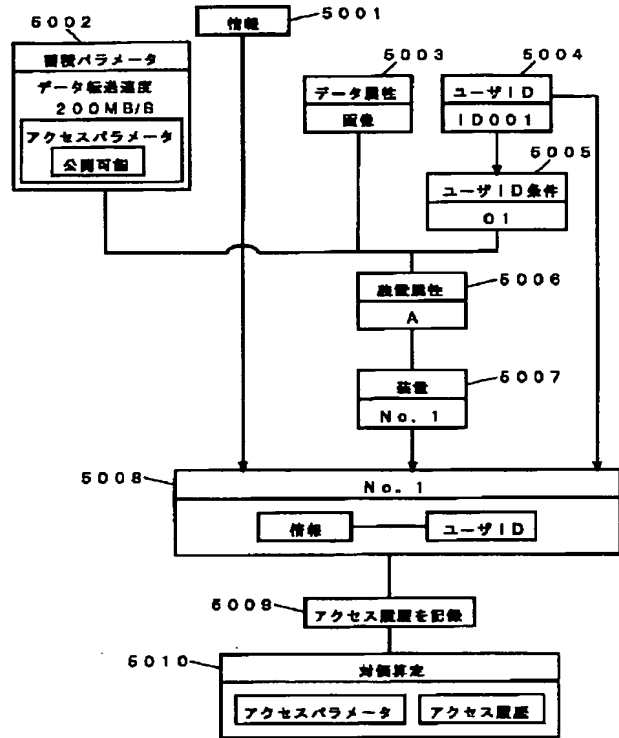 5002
情報
5001
蓄積パラメータ
データ転送速度
200MB/S
アクセスパラメータ
公開可能
5003
データ属性
画像
5004
ユーザID
ID001
5005
ユーザID条件
01
5006
装置属性
A
5007
装置
No. 1
5008
No. 1
情報
ユーザID
5009
アクセス履歴を記録
5010
対価算定
アクセスパラメータ
アクセス履歴